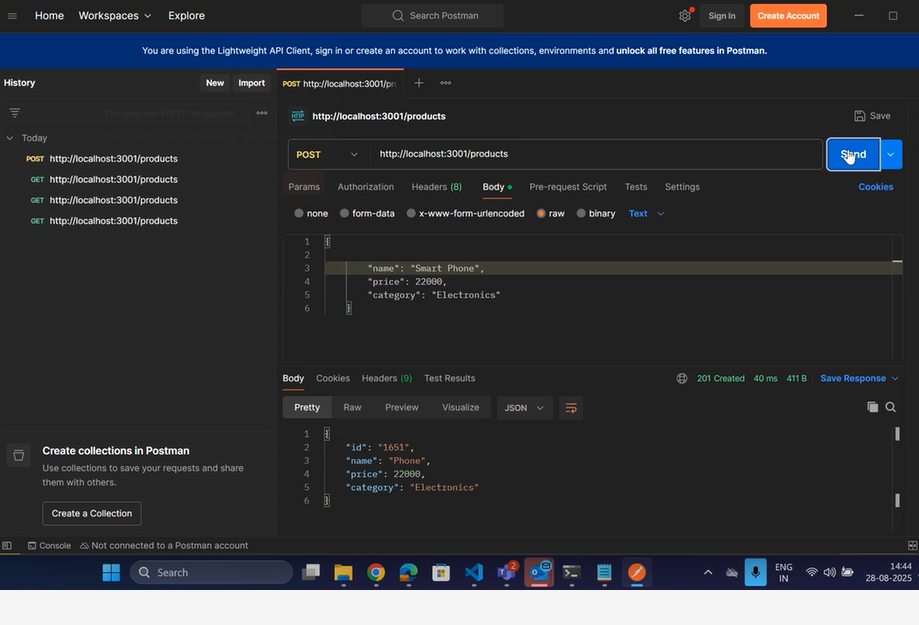 Home Workspaces Explore Search Postman Sign In Create Account
You are using the Lightweight API Client, sign in or create an account to work with collections, environments and unlock all free features in Postman.
History New Import
POST http://localhost:3001/pr
HTTP http://localhost:3001/products Save
Today
POST http://localhost:3001/products
GET http://localhost:3001/products
GET http://localhost:3001/products
GET http://localhost:3001/products
POST http://localhost:3001/products Send
Params Authorization Headers (8) Body Pre-request Script Tests Settings Cookies
none form-data x-www-form-urlencoded raw binary Text
1 {
2
3 "name": "Smart Phone",
4 "price": 22000,
5 "category": "Electronics"
6 }
Body Cookies Headers (9) Test Results 201 Created 40 ms 411 B Save Response
Pretty Raw Preview Visualize JSON
1 {
2 "id": "1651",
3 "name": "Phone",
4 "price": 22000,
5 "category": "Electronics"
6 }
Create collections in Postman
Use collections to save your requests and share
them with others.
Create a Collection
Console Not connected to a Postman account
Search 2 ENG
IN 14:44
28-08-2025